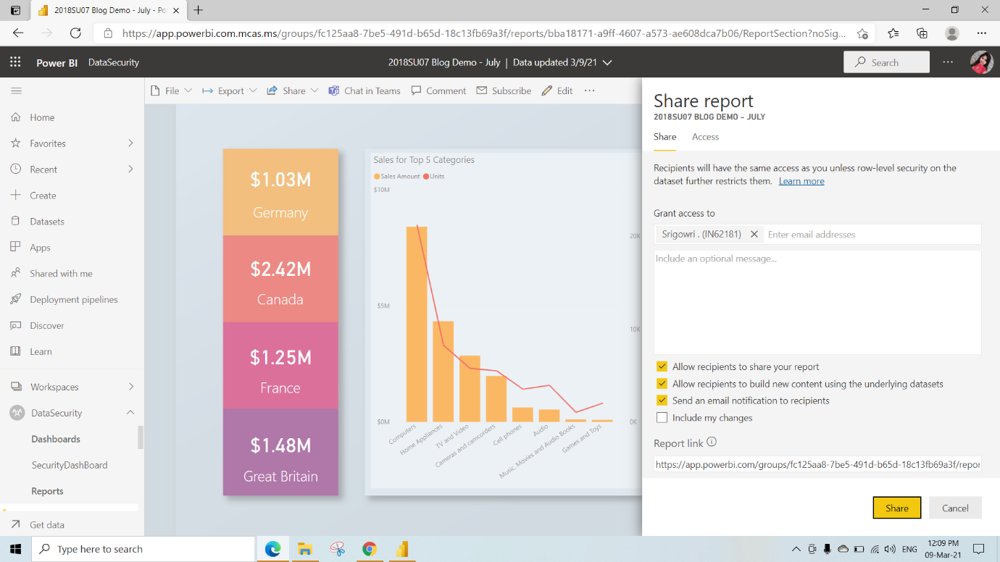 2018SU07 Blog Demo - July - Po
https://app.powerbi.com.mcas.ms/groups/fc125aa8-7be5-491d-b65d-18c13fb69a3f/reports/bba18171-a9ff-4607-a573-ae608dca7b06/ReportSection?noSig...
Power BI DataSecurity
2018SU07 Blog Demo - July | Data updated 3/9/21
Search
File Export Share Chat in Teams Comment Subscribe Edit
Home
Favorites
Recent
Create
Datasets
Apps
Shared with me
Deployment pipelines
Discover
Learn
Workspaces
DataSecurity
Dashboards
SecurityDashBoard
Reports
Get data
$1.03M
Germany
$2.42M
Canada
$1.25M
France
$1.48M
Great Britain
Sales for Top 5 Categories
Sales Amount Units
$10M
$5M
$0M
20K
10K
0K
Computers
Home Appliances
TV and Video
Cameras and camcorders
Cell phones
Audio
Music, Movies and Audio Books
Games and Toys
Share report
2018SU07 BLOG DEMO - JULY
Share Access
Recipients will have the same access as you unless row-level security on the
dataset further restricts them. Learn more
Grant access to
Srigowri . (IN62181) Enter email addresses
Include an optional message...
Allow recipients to share your report
Allow recipients to build new content using the underlying datasets
Send an email notification to recipients
Include my changes
Report link
https://app.powerbi.com/groups/fc125aa8-7be5-491d-b65d-18c13fb69a3f/repor
Share Cancel
Type here to search
ENG
12:09 PM
09-Mar-21